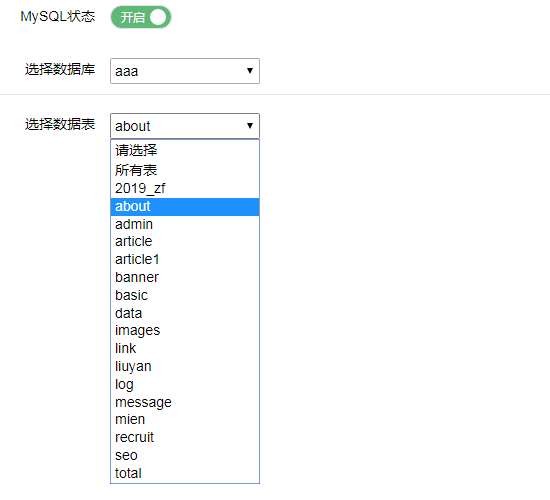 MySQL状态 开启
选择数据库 aaa
选择数据表 about
请选择
所有表
2019_zf
about
admin
article
article1
banner
basic
data
images
link
liuyan
log
message
mien
recruit
seo
total